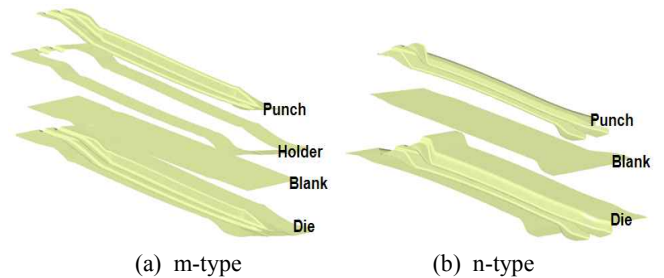 Punch
Holder
Blank
Die
Punch
Blank
Die
(a) m-type
(b) n-type